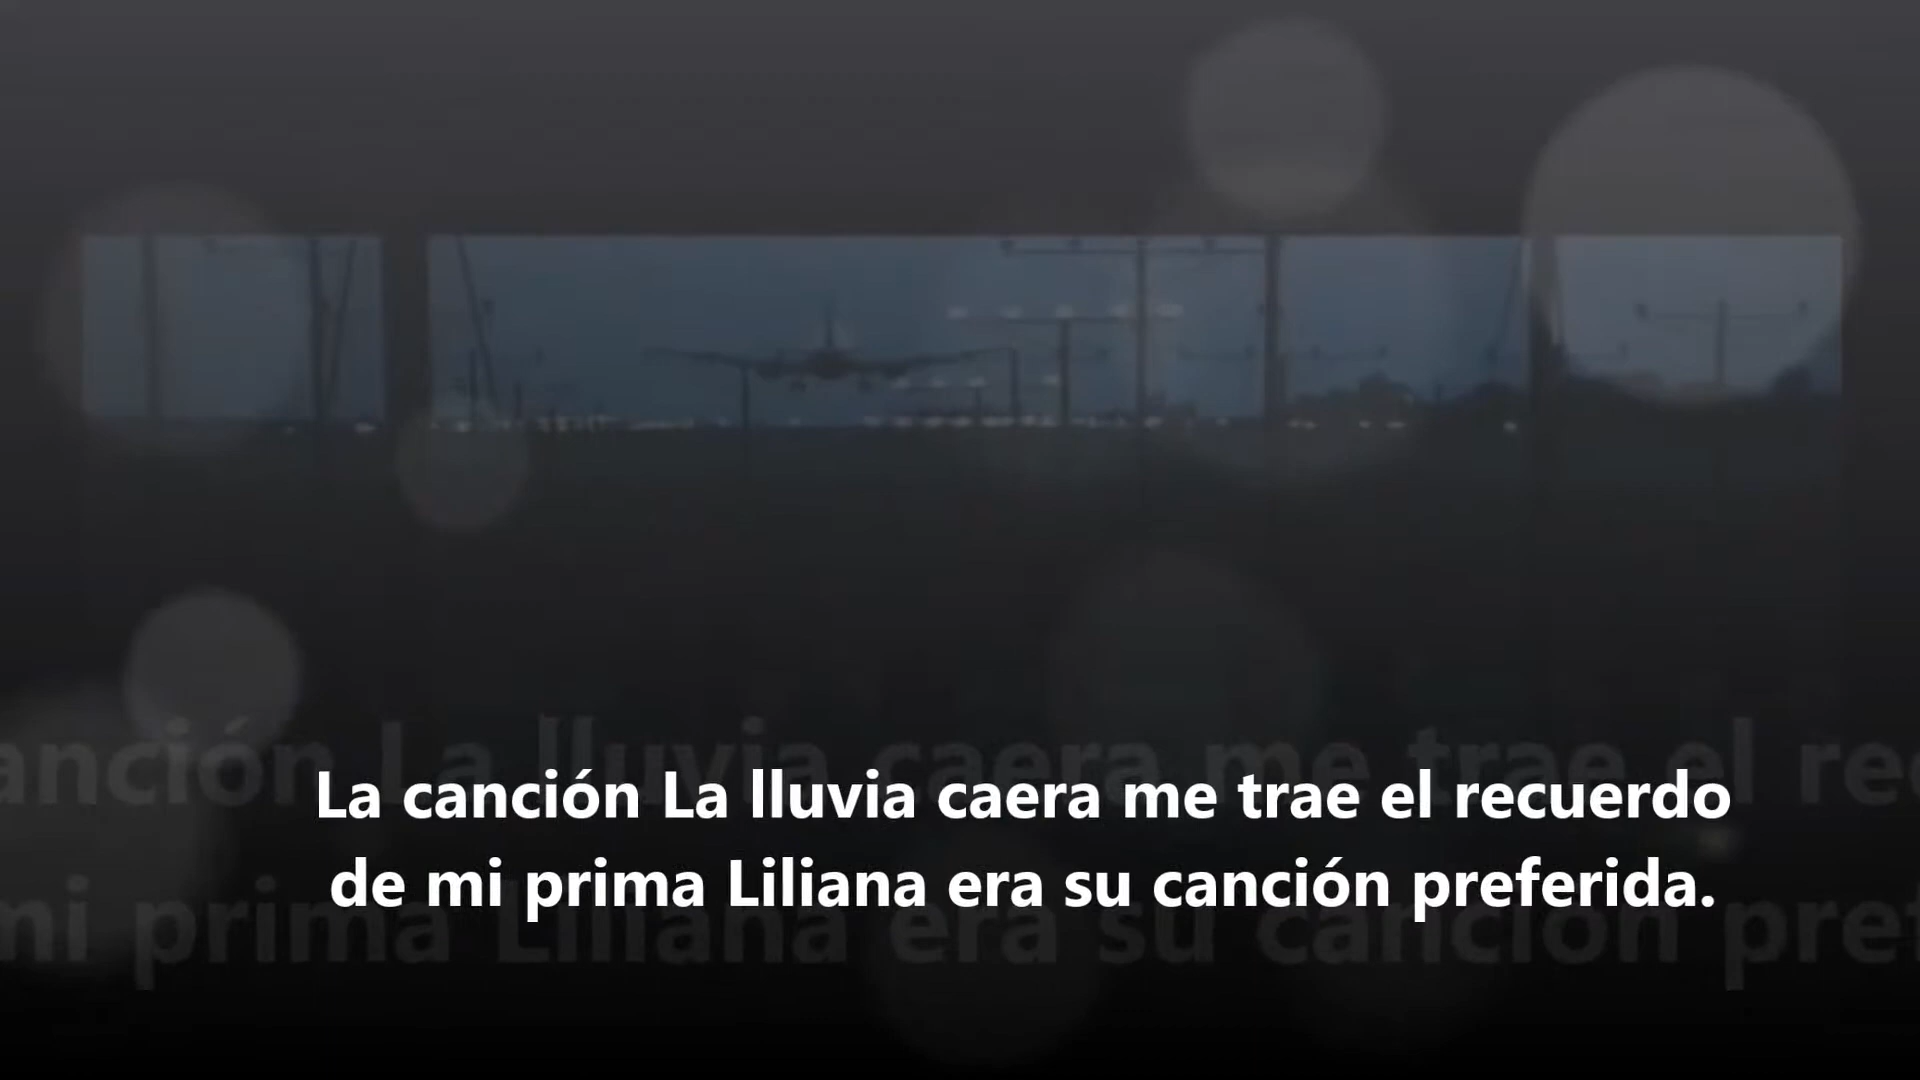 La canción La lluvia caera me trae el recuerdo
de mi prima Liliana era su canción preferida.